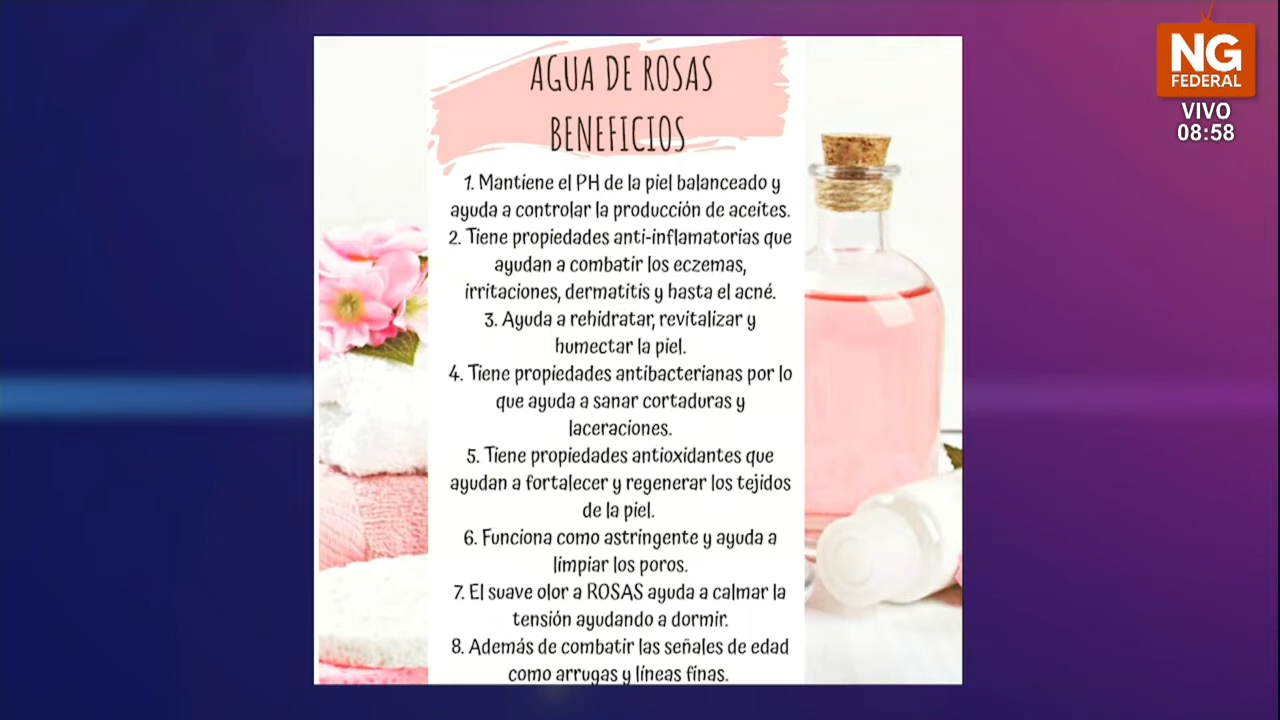 NG
FEDERAL
VIVO
08:58
AGUA DE ROSAS
BENEFICIOS
1. Mantiene el PH de la piel balanceado y
ayuda a controlar la producción de aceites.
2. Tiene propiedades anti-inflamatorias que
ayudan a combatir los eczemas,
irritaciones, dermatitis y hasta el acné.
3. Ayuda a rehidratar, revitalizar y
humectar la piel.
4. Tiene propiedades antibacterianas por lo
que ayuda a sanar cortaduras y
laceraciones.
5. Tiene propiedades antioxidantes que
ayudan a fortalecer y regenerar los tejidos
de la piel.
6. Funciona como astringente y ayuda a
limpiar los poros.
7. El suave olor a ROSAS ayuda a calmar la
tensión ayudando a dormir.
8. Además de combatir las señales de edad
como arrugas y líneas finas.